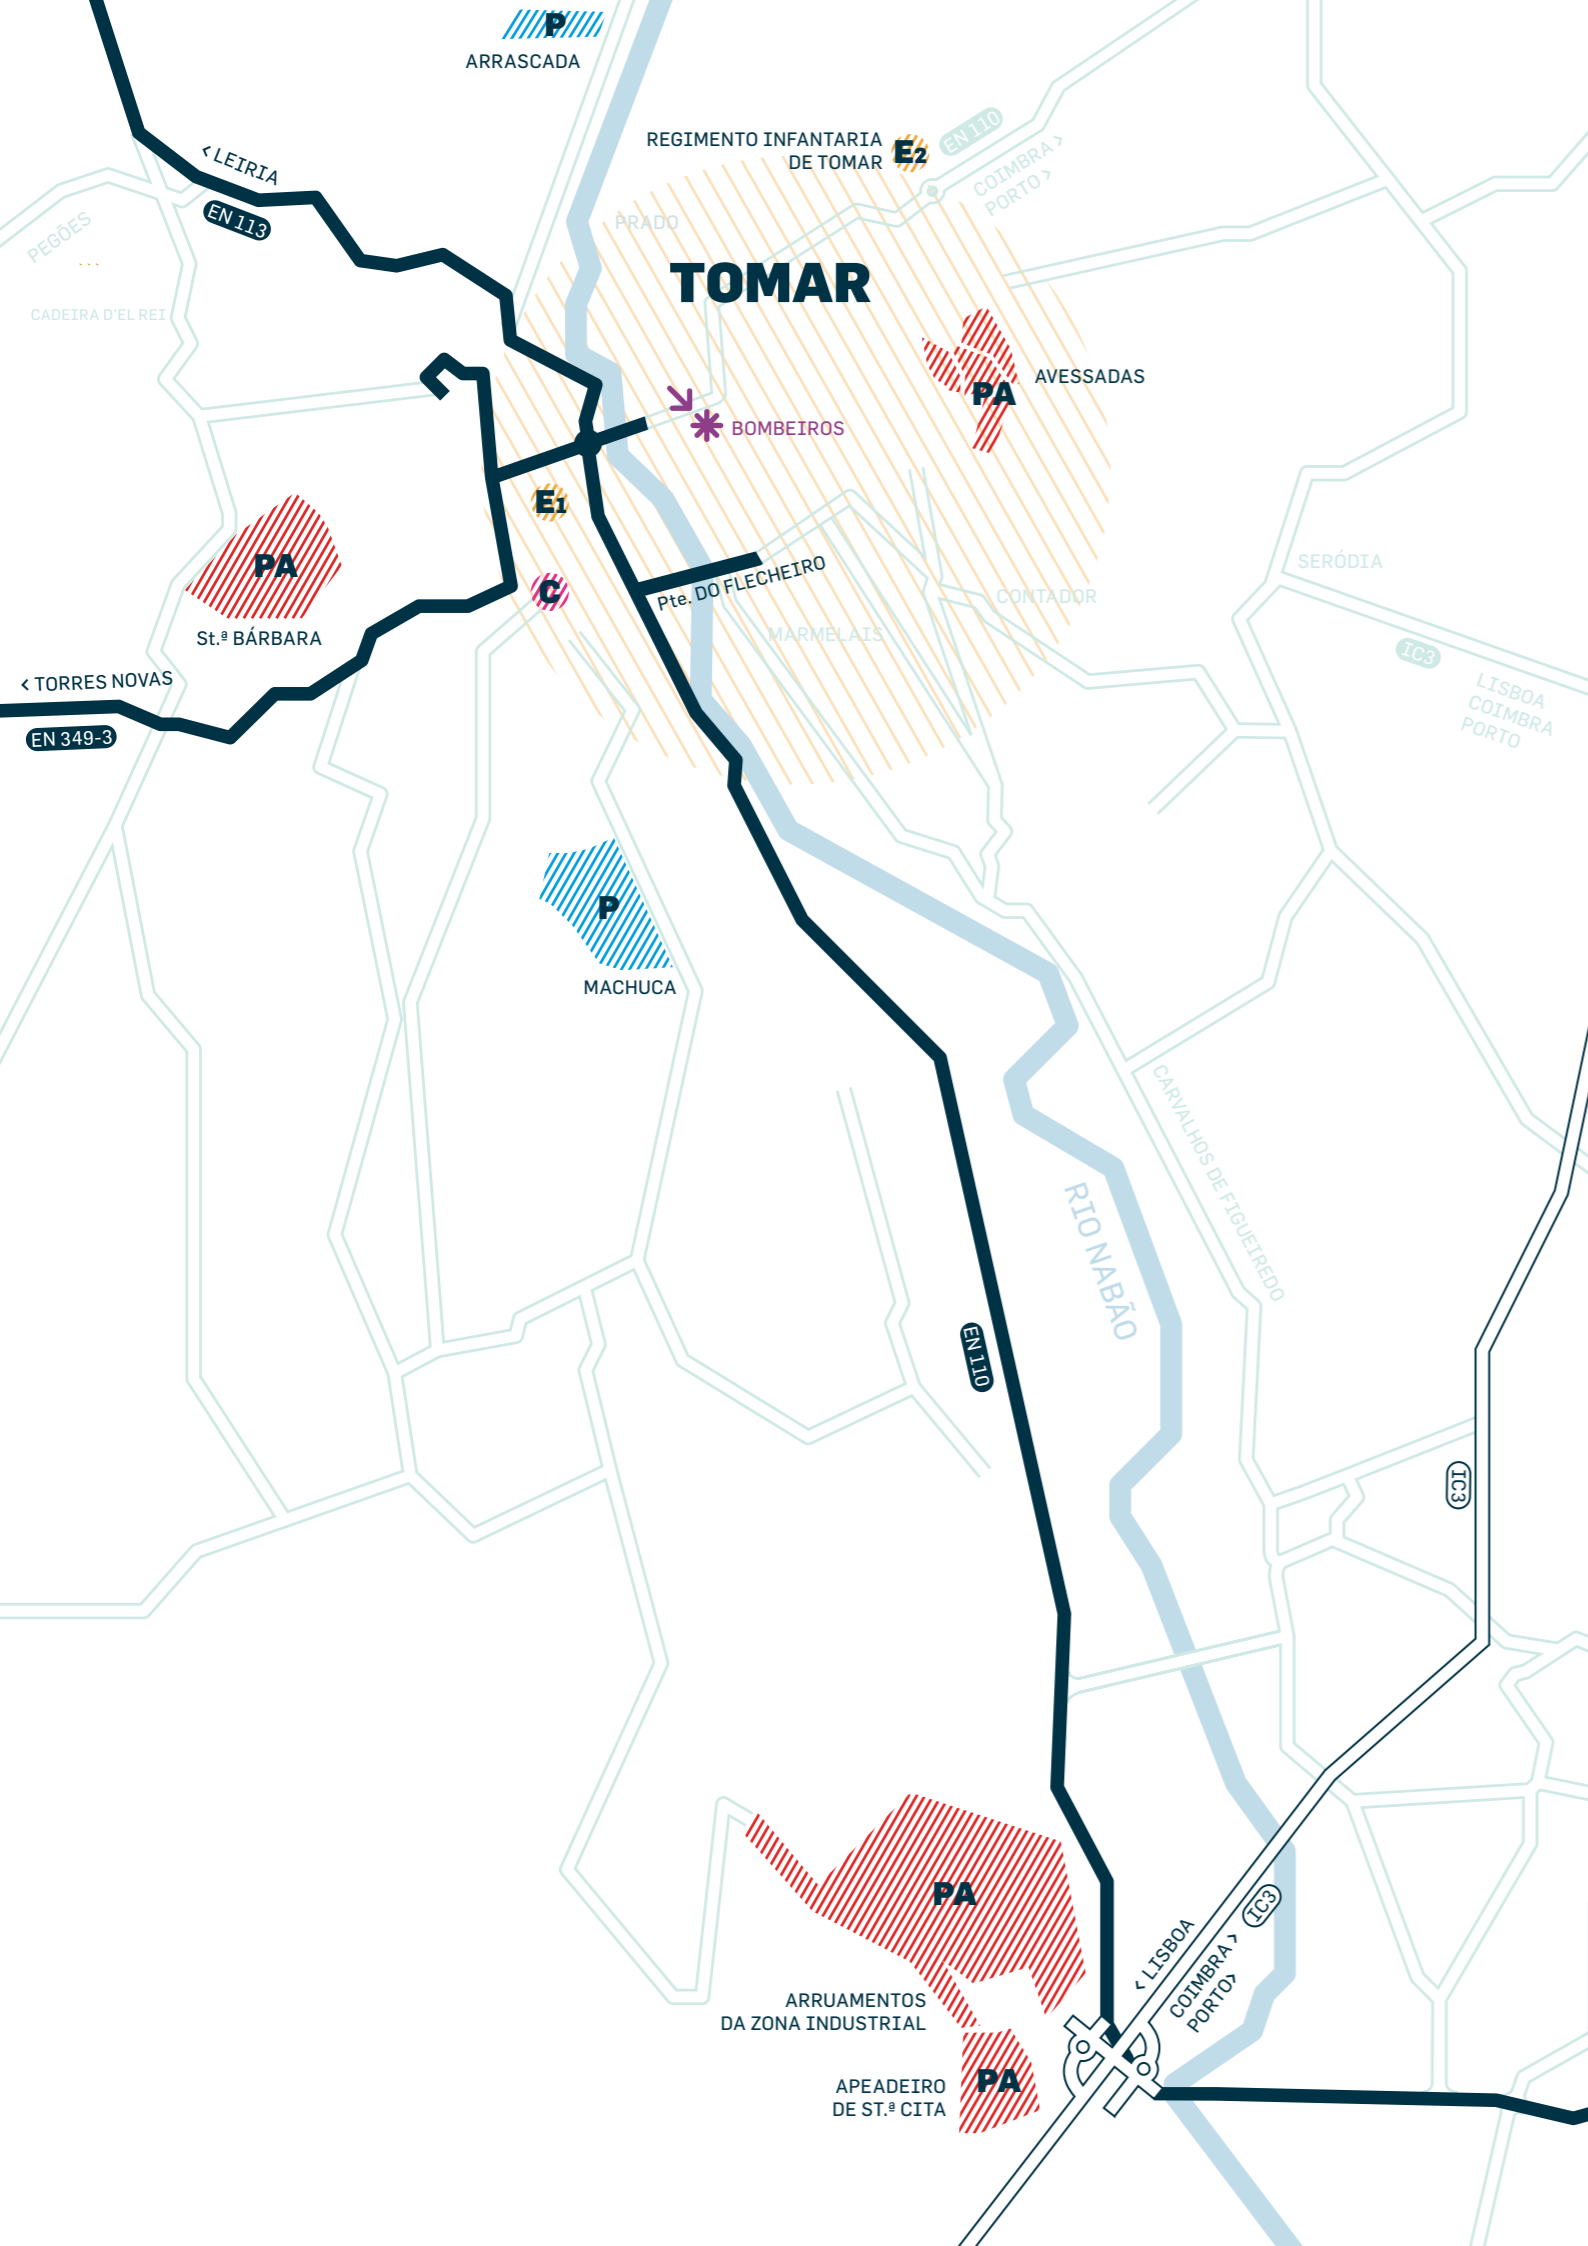 P
ARRASCADA
REGIMENTO INFANTARIA
DE TOMAR
E2
EN 110
COIMBRA >
PORTO >
< LEIRIA
EN 113
PEGÕES
PRADO
TOMAR
CADEIRA D'EL REI
AVESSADAS
PA
BOMBEIROS
E1
PA
St.ª BÁRBARA
C
Pte. DO FLECHEIRO
SERÓDIA
CONTADOR
MARMELAIS
IC3
LISBOA
COIMBRA
PORTO
< TORRES NOVAS
EN 349-3
P
MACHUCA
CARVALHOS DE FIGUEIREDO
RIO NABÃO
EN 110
IC3
PA
IC3
< LISBOA
COIMBRA >
PORTO>
ARRUAMENTOS
DA ZONA INDUSTRIAL
PA
APEADEIRO
DE ST.ª CITA